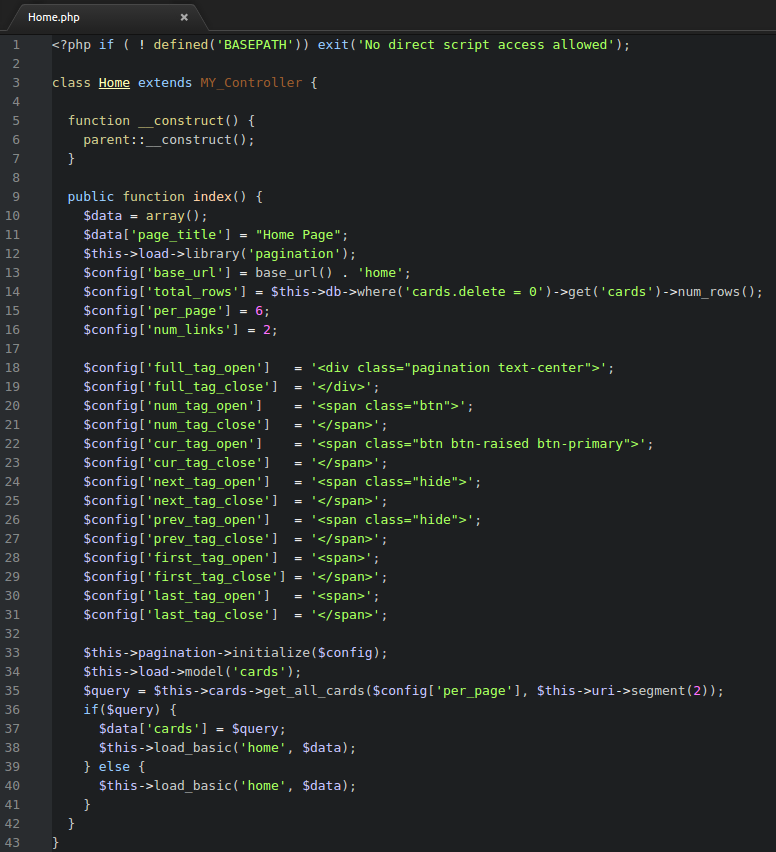 Home.php ×
1 <?php if ( ! defined('BASEPATH')) exit('No direct script access allowed');
2
3 class Home extends MY_Controller {
4
5   function __construct() {
6     parent::__construct();
7   }
8
9   public function index() {
10     $data = array();
11     $data['page_title'] = "Home Page";
12     $this->load->library('pagination');
13     $config['base_url'] = base_url() . 'home';
14     $config['total_rows'] = $this->db->where('cards.delete = 0')->get('cards')->num_rows();
15     $config['per_page'] = 6;
16     $config['num_links'] = 2;
17
18     $config['full_tag_open']   = '<div class="pagination text-center">';
19     $config['full_tag_close']  = '</div>';
20     $config['num_tag_open']    = '<span class="btn">';
21     $config['num_tag_close']   = '</span>';
22     $config['cur_tag_open']    = '<span class="btn btn-raised btn-primary">';
23     $config['cur_tag_close']   = '</span>';
24     $config['next_tag_open']   = '<span class="hide">';
25     $config['next_tag_close']  = '</span>';
26     $config['prev_tag_open']   = '<span class="hide">';
27     $config['prev_tag_close']  = '</span>';
28     $config['first_tag_open']  = '<span>';
29     $config['first_tag_close'] = '</span>';
30     $config['last_tag_open']   = '<span>';
31     $config['last_tag_close']  = '</span>';
32
33     $this->pagination->initialize($config);
34     $this->load->model('cards');
35     $query = $this->cards->get_all_cards($config['per_page'], $this->uri->segment(2));
36     if($query) {
37       $data['cards'] = $query;
38       $this->load_basic('home', $data);
39     } else {
40       $this->load_basic('home', $data);
41     }
42   }
43 }